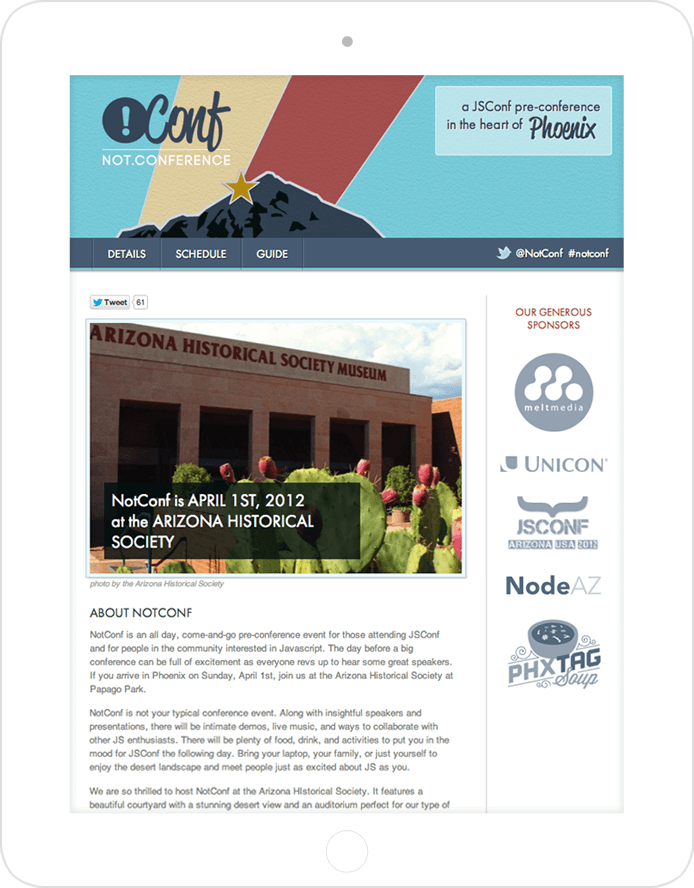 !Conf
NOT.CONFERENCE
a JSConf pre-conference
in the heart of Phoenix
DETAILS SCHEDULE GUIDE @NotConf #notconf
Tweet 61
ARIZONA HISTORICAL SOCIETY MUSEUM
NotConf is APRIL 1ST, 2012
at the ARIZONA HISTORICAL
SOCIETY
photo by the Arizona Historical Society
ABOUT NOTCONF
NotConf is an all day, come-and-go pre-conference event for those attending JSConf
and for people in the community interested in Javascript. The day before a big
conference can be full of excitement as everyone revs up to hear some great speakers.
If you arrive in Phoenix on Sunday, April 1st, join us at the Arizona Historical Society at
Papago Park.
NotConf is not your typical conference event. Along with insightful speakers and
presentations, there will be intimate demos, live music, and ways to collaborate with
other JS enthusiasts. There will be plenty of food, drink, and activities to put you in the
mood for JSConf the following day. Bring your laptop, your family, or just yourself to
enjoy the desert landscape and meet people just as excited about JS as you.
We are so thrilled to host NotConf at the Arizona HIstorical Society. It features a
beautiful courtyard with a stunning desert view and an auditorium perfect for our type of
OUR GENEROUS
SPONSORS
meltmedia
UNICON
JSCONF
ARIZONA USA 2012
NodeAZ
PHXTAG
Soup